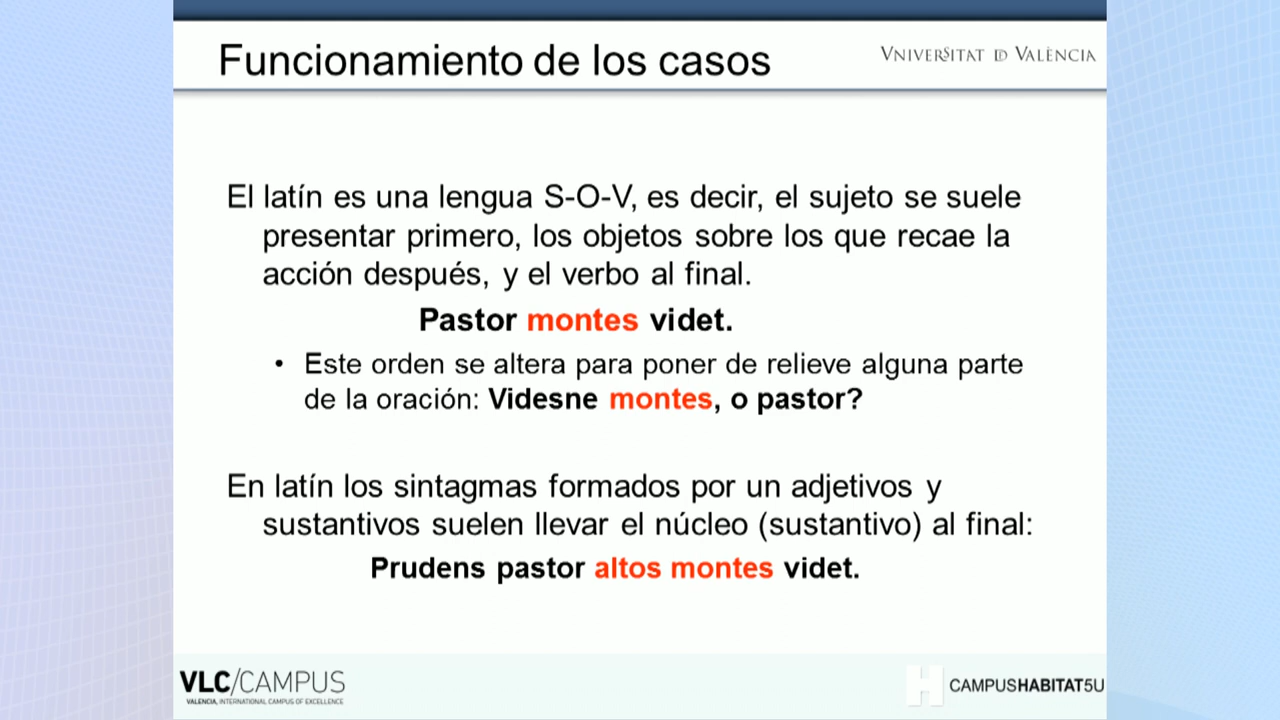 Funcionamiento de los casos
VNIVERSITAT D VALÈNCIA
El latín es una lengua S-O-V, es decir, el sujeto se suele
presentar primero, los objetos sobre los que recae la
acción después, y el verbo al final.
Pastor montes videt.
• Este orden se altera para poner de relieve alguna parte
de la oración: Videsne montes, o pastor?
En latín los sintagmas formados por un adjetivos y
sustantivos suelen llevar el núcleo (sustantivo) al final:
Prudens pastor altos montes videt.
VLC/CAMPUS
VALENCIA, INTERNATIONAL CAMPUS OF EXCELLENCE
H CAMPUSHABITAT5U